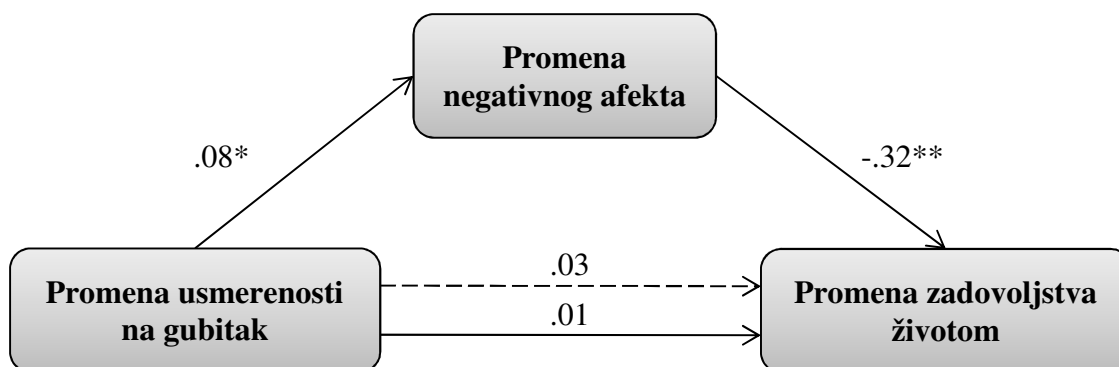 Promena
negativnog afekta
.08*
-.32**
Promena usmerenosti
na gubitak
.03
.01
Promena zadovoljstva
životom